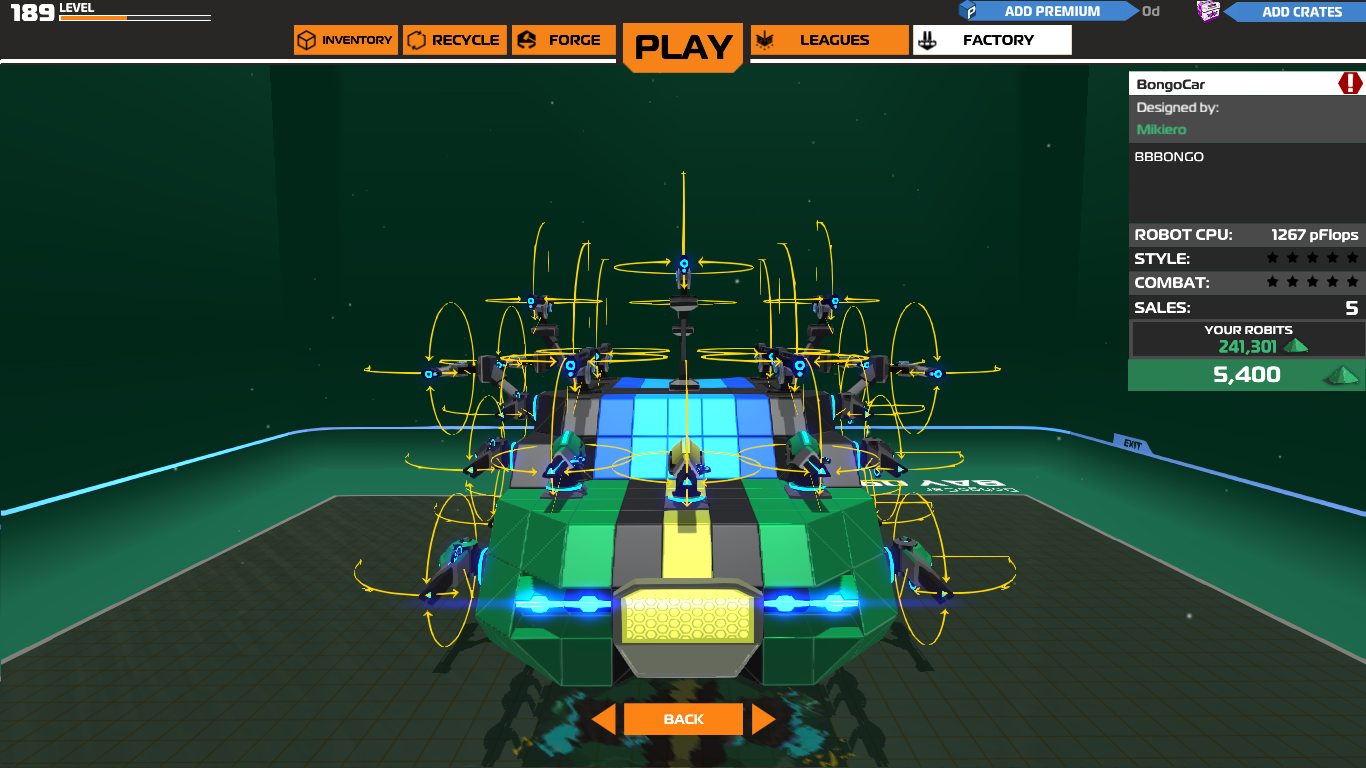 189 LEVEL
P ADD PREMIUM 0d
ADD CRATES
INVENTORY
RECYCLE
FORGE
PLAY
LEAGUES
FACTORY
BongoCar
Designed by:
Mikiero
BBBONGO
ROBOT CPU: 1267 pFlops
STYLE:
COMBAT:
SALES: 5
YOUR ROBITS
241,301
5,400
EXIT
BongoCar
BACK